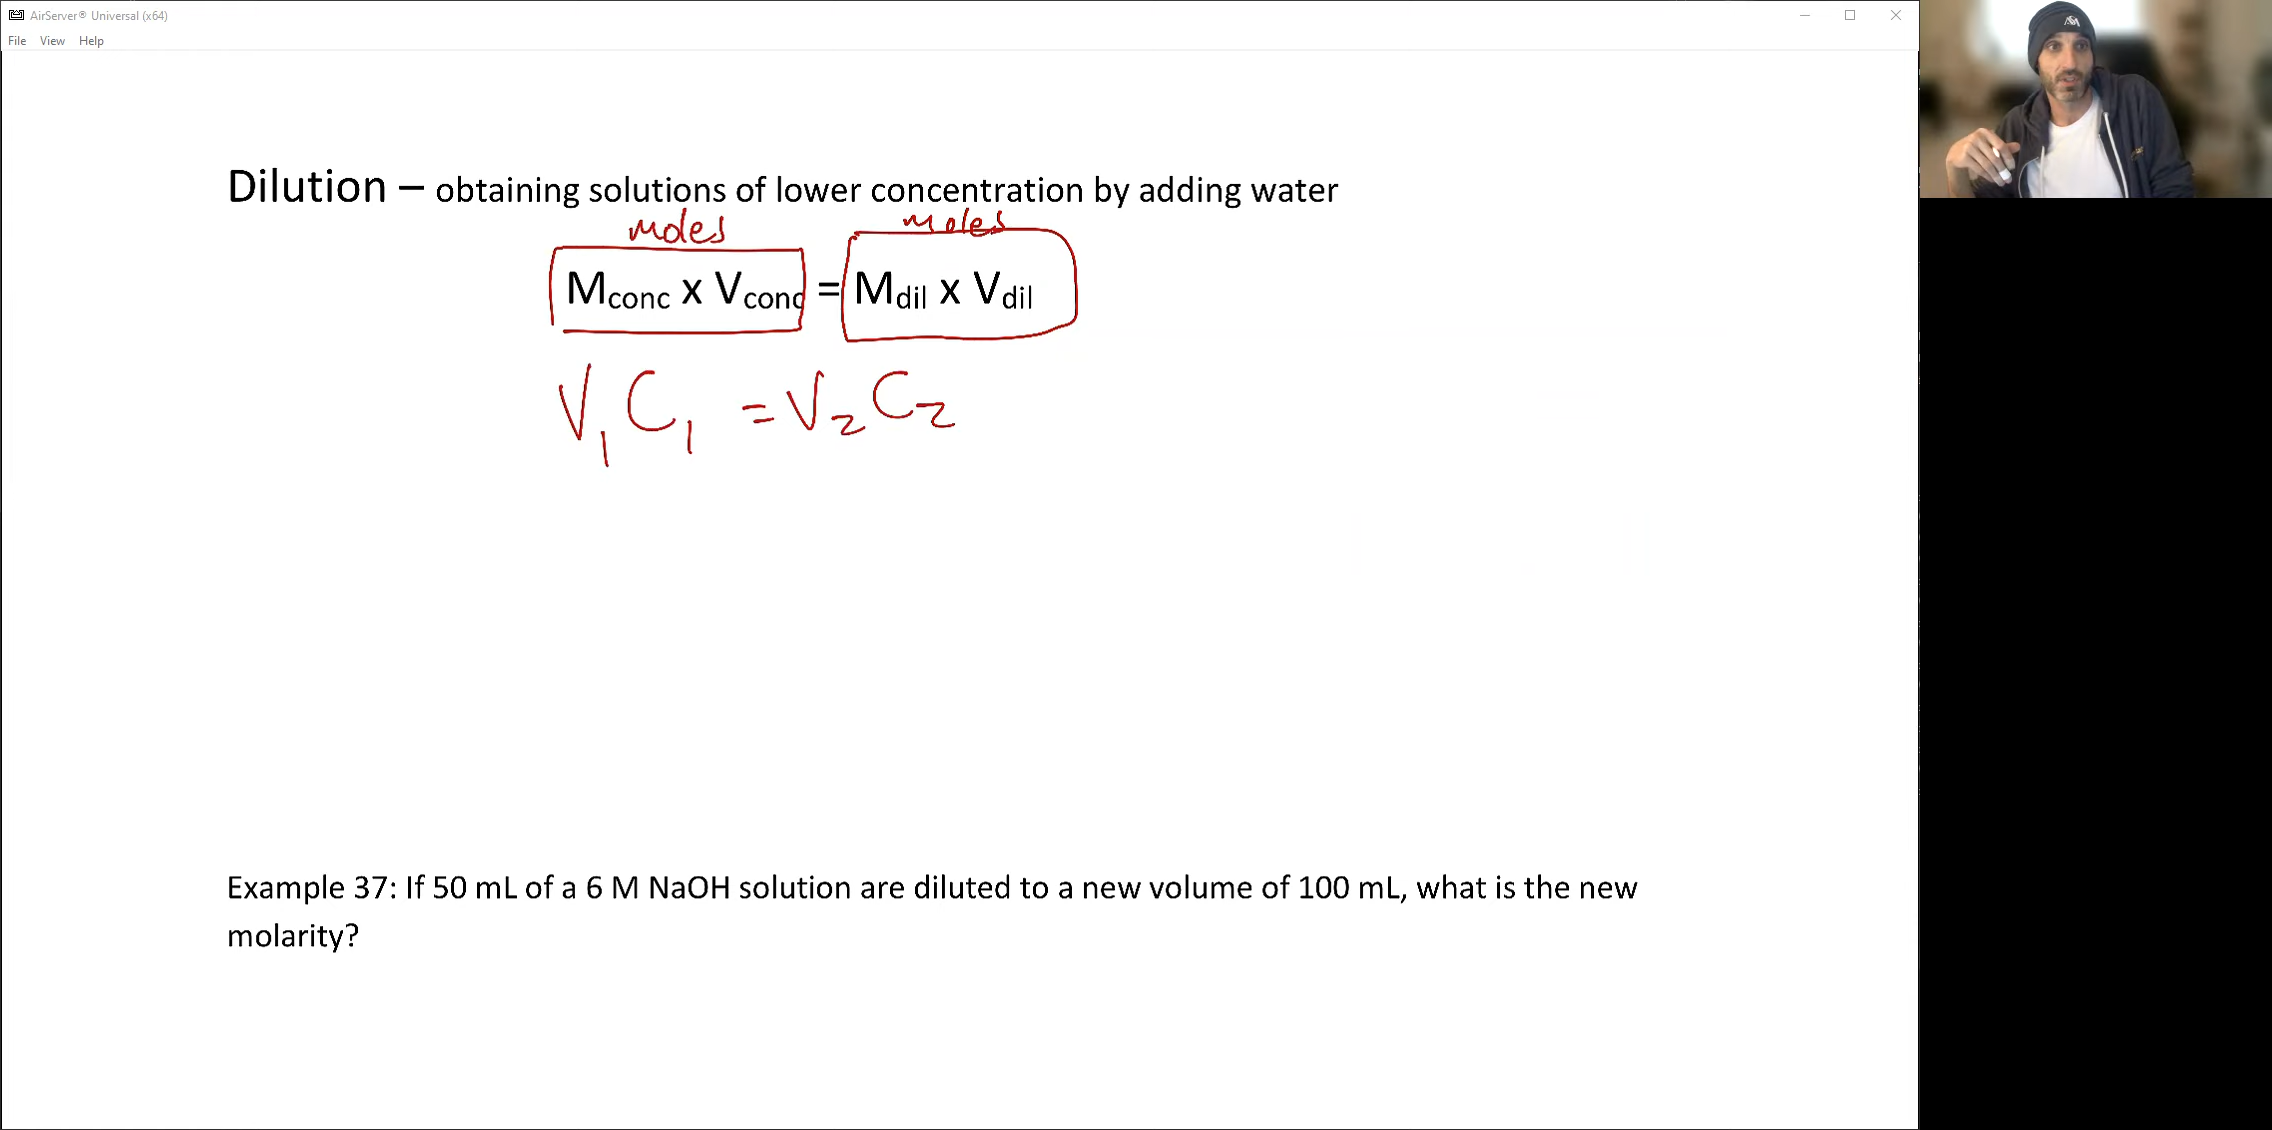 AirServer® Universal (x64)
File View Help
Dilution – obtaining solutions of lower concentration by adding water
moles moles
Mconc x Vconc = Mdil x Vdil
V1C1 = V2C2
Example 37: If 50 mL of a 6 M NaOH solution are diluted to a new volume of 100 mL, what is the new
molarity?